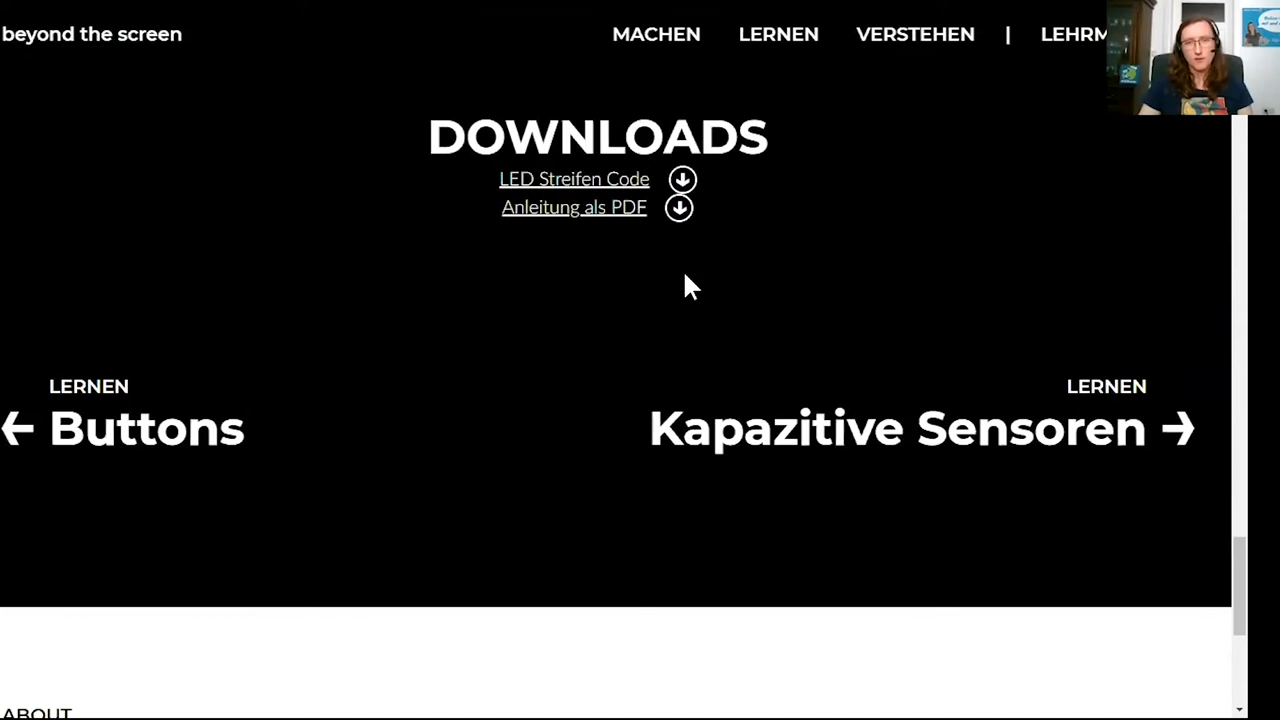 beyond the screen
MACHEN LERNEN VERSTEHEN | LEHRM
DOWNLOADS
LED Streifen Code
Anleitung als PDF
LERNEN
← Buttons
LERNEN
Kapazitive Sensoren →
ABOUT